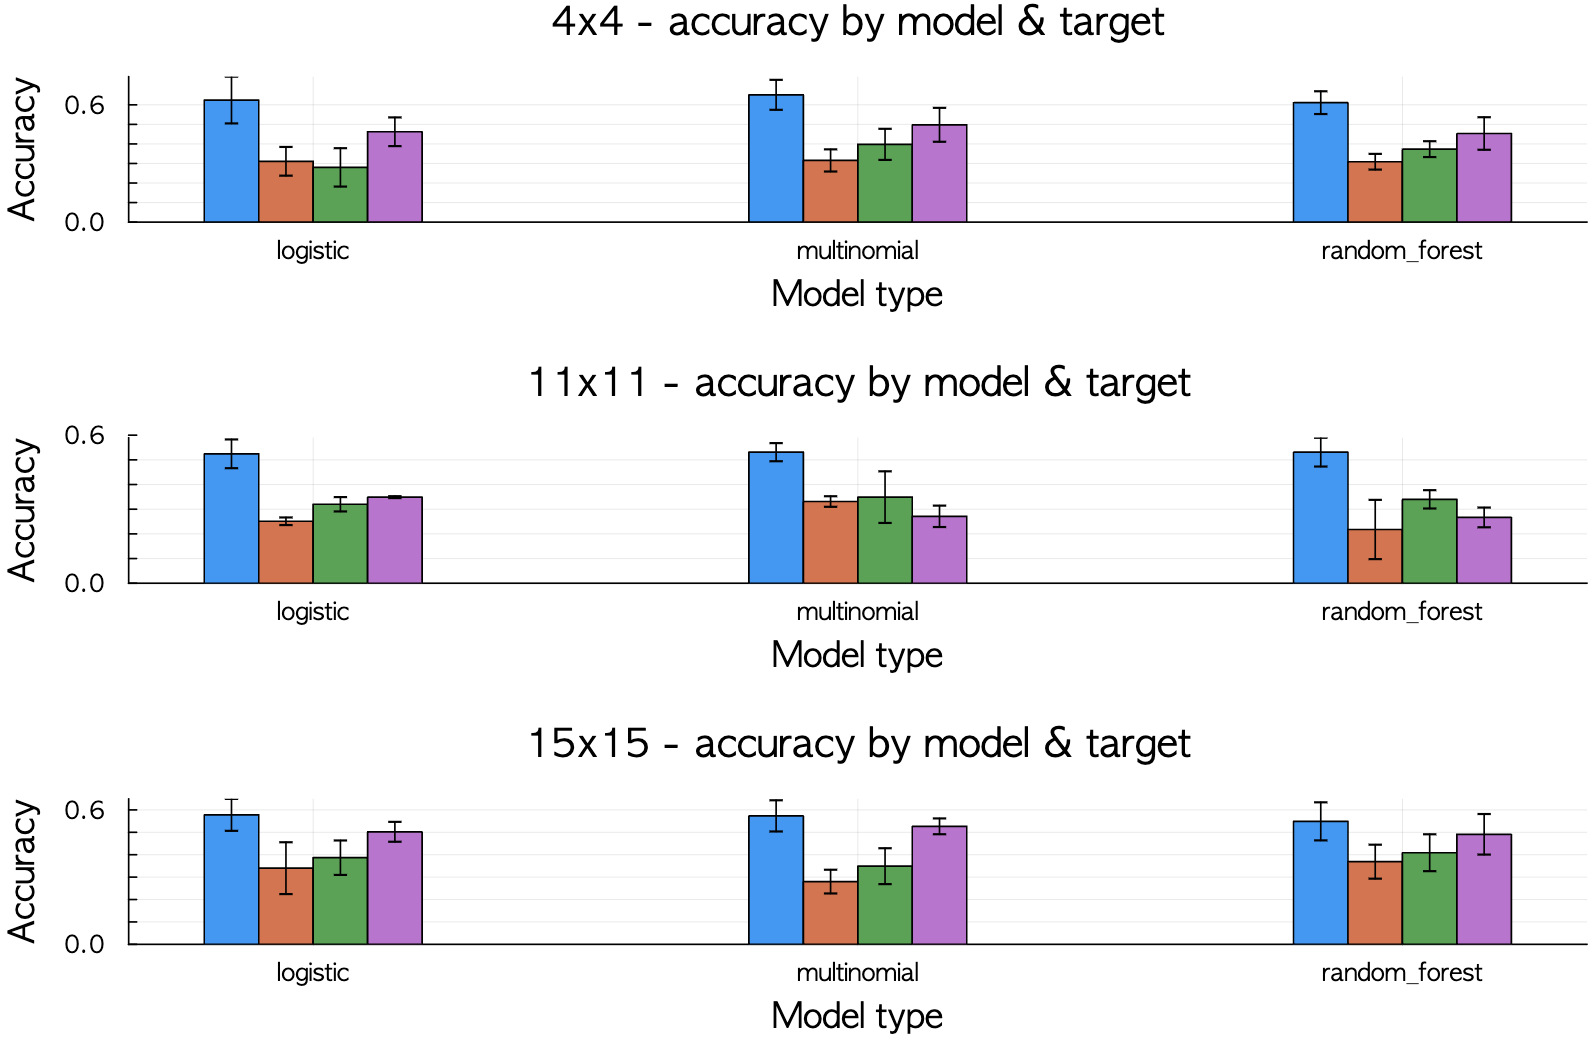 4x4 - accuracy by model & target
Accuracy
0.6
0.0
logistic multinomial random_forest
Model type
11x11 - accuracy by model & target
Accuracy
0.6
0.0
logistic multinomial random_forest
Model type
15x15 - accuracy by model & target
Accuracy
0.6
0.0
logistic multinomial random_forest
Model type